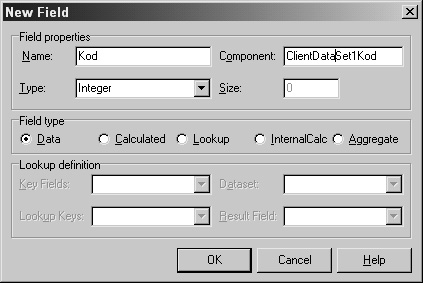 New Field
Field properties
Name: Kod Component: ClientDataSet1Kod
Type: Integer Size: 0
Field type
Data Calculated Lookup InternalCalc Aggregate
Lookup definition
Key Fields: Dataset:
Lookup Keys: Result Field:
OK Cancel Help